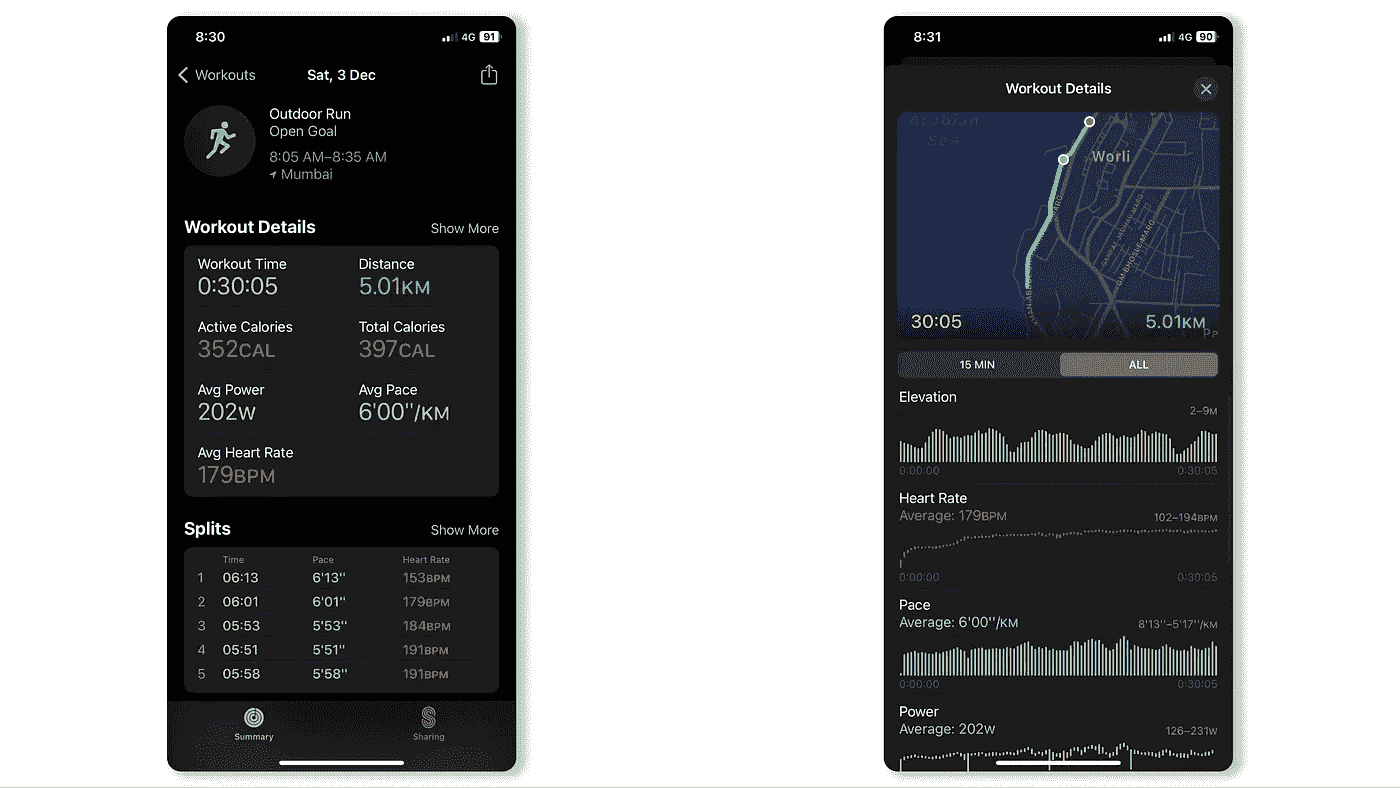 8:30
4G 91
Workouts
Sat, 3 Dec
Outdoor Run
Open Goal
8:05 AM–8:35 AM
Mumbai
Workout Details
Show More
Workout Time Distance
0:30:05 5.01KM
Active Calories Total Calories
352CAL 397CAL
Avg Power Avg Pace
202W 6'00''/KM
Avg Heart Rate
179BPM
Splits
Show More
Time Pace Heart Rate
1 06:13 6'13'' 153BPM
2 06:01 6'01'' 179BPM
3 05:53 5'53'' 184BPM
4 05:51 5'51'' 191BPM
5 05:58 5'58'' 191BPM
Summary Sharing
8:31
4G 90
Workout Details
Arabian
Sea
Worli
MARG
GM BHOSLE MARG
30:05 5.01KM
15 MIN ALL
Elevation
2–9M
0:00:00 0:30:05
Heart Rate
Average: 179BPM 102–194BPM
0:00:00 0:30:05
Pace
Average: 6'00''/KM 8'13''–5'17''/KM
0:00:00 0:30:05
Power
Average: 202W 126–231W